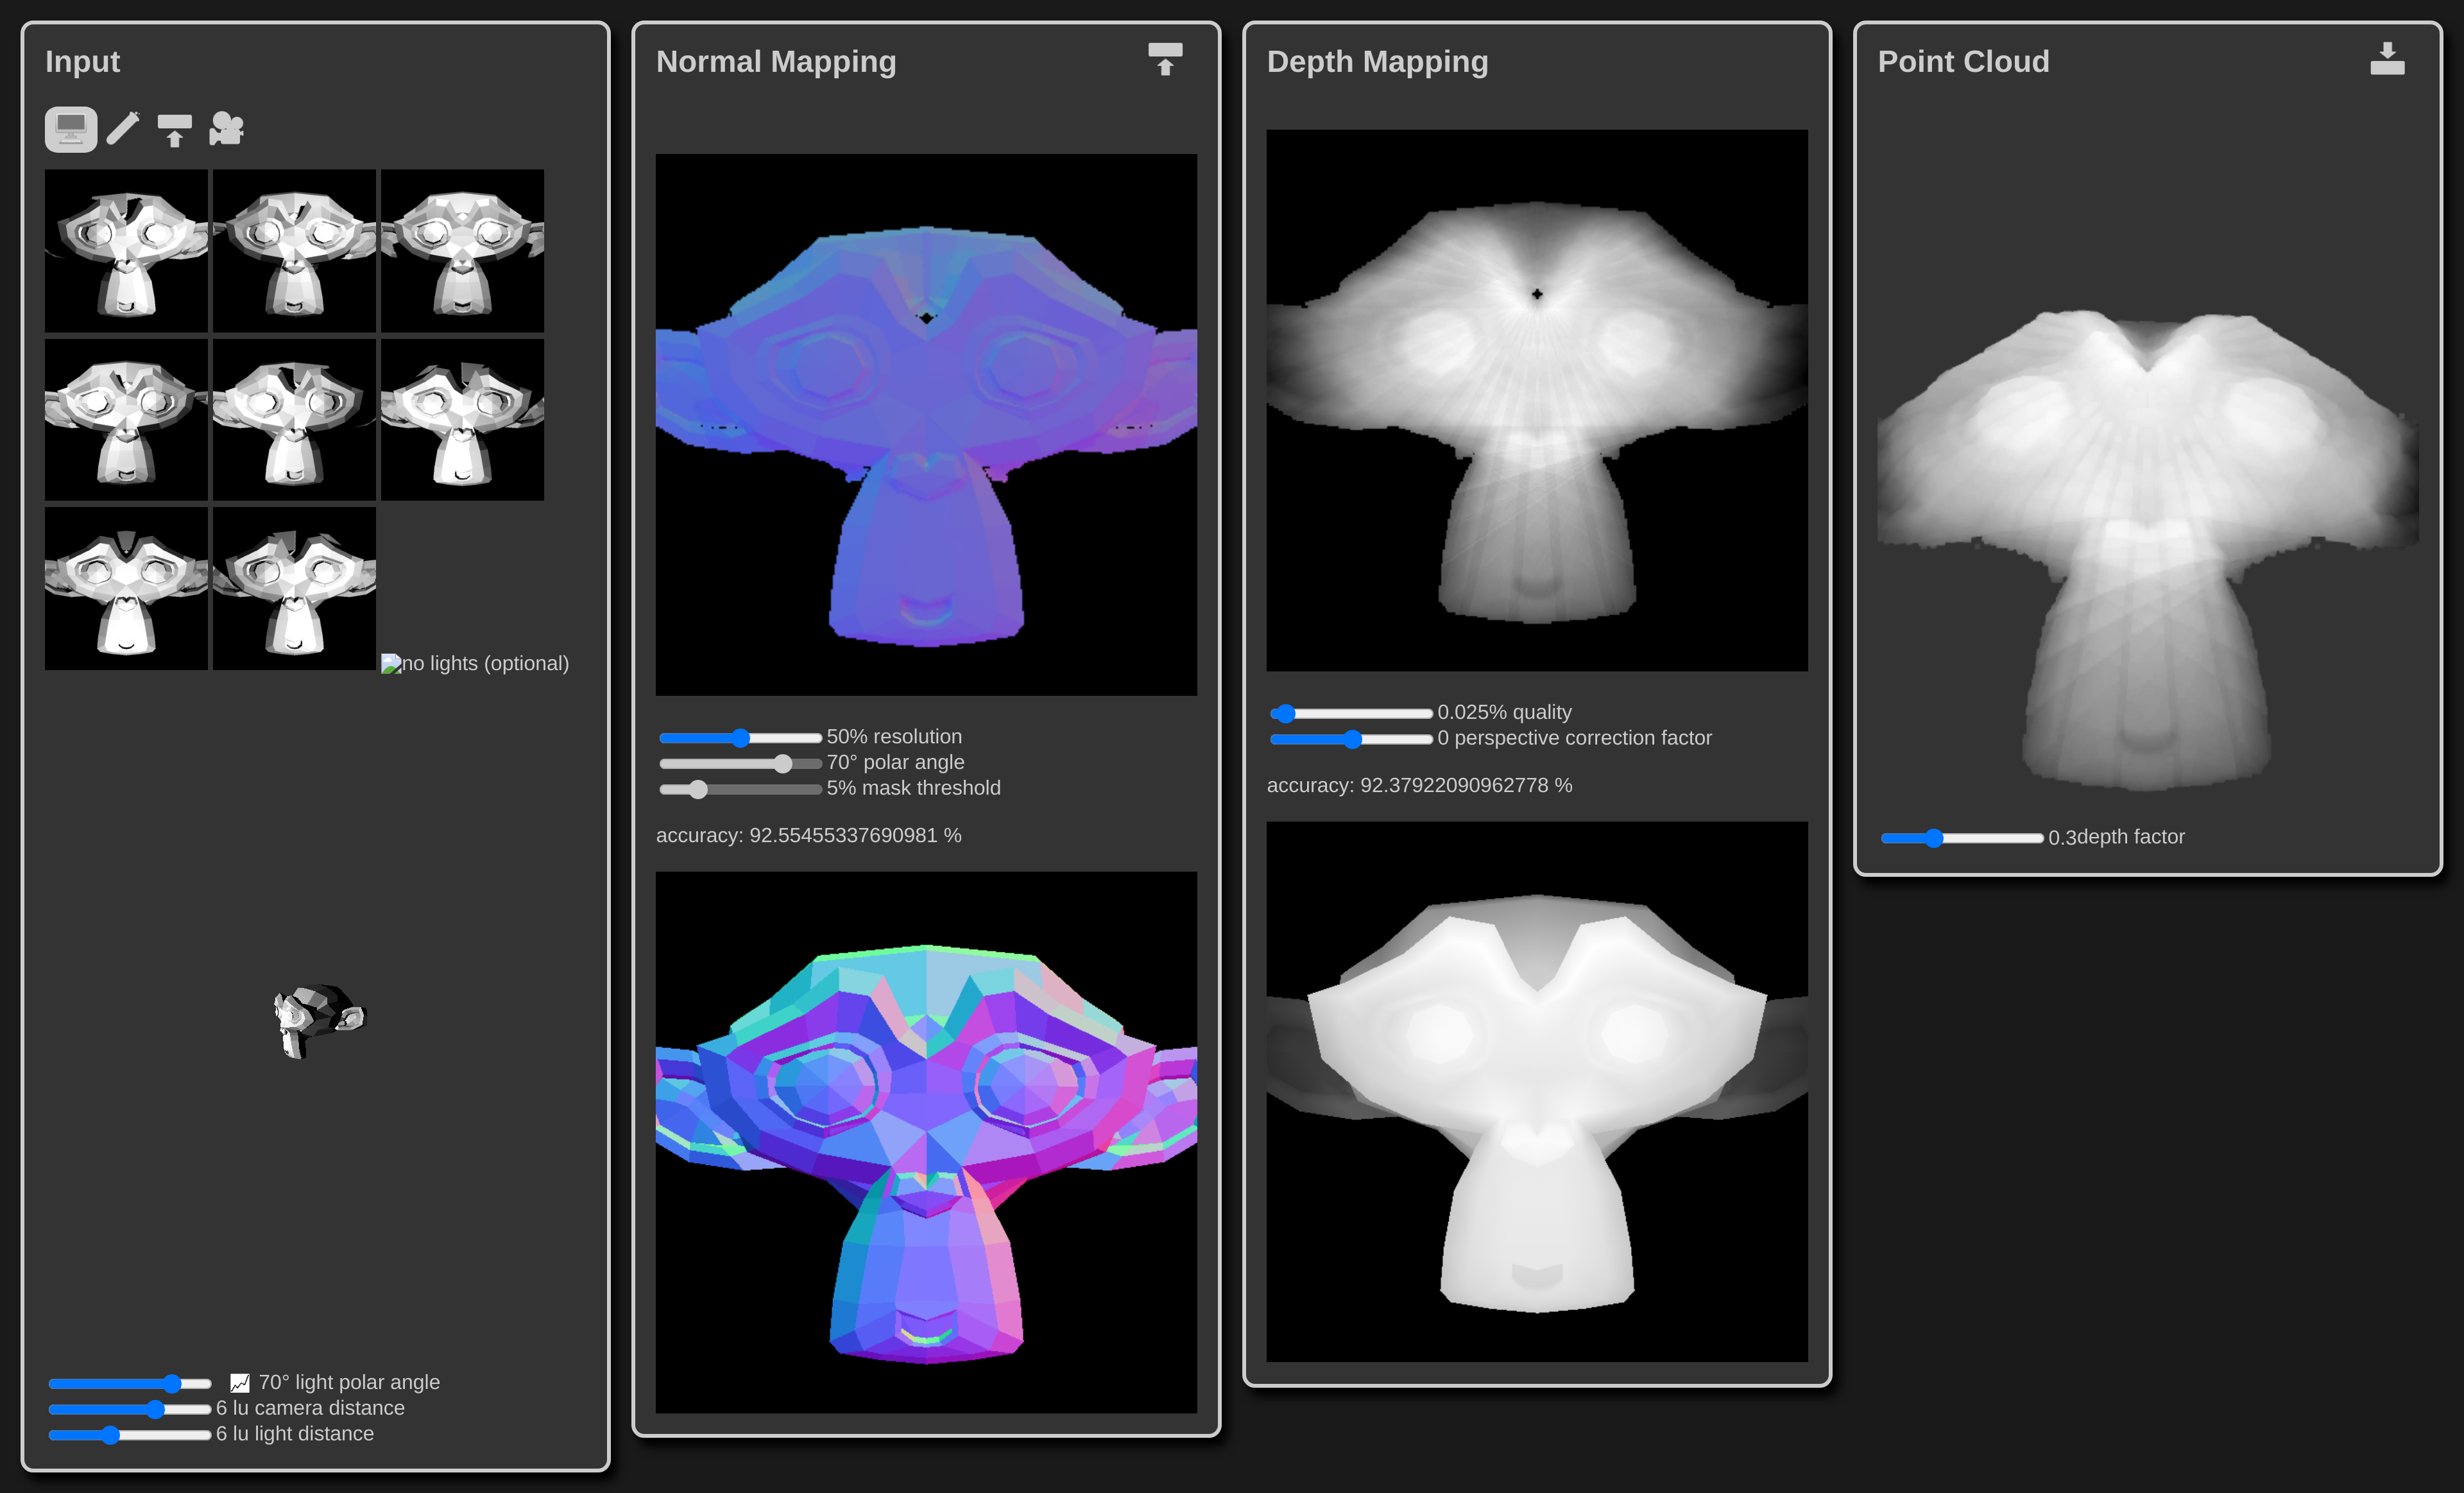 Input
no lights (optional)
70° light polar angle
6 lu camera distance
6 lu light distance
Normal Mapping
50% resolution
70° polar angle
5% mask threshold
accuracy: 92.55455337690981 %
Depth Mapping
0.025% quality
0 perspective correction factor
accuracy: 92.37922090962778 %
Point Cloud
0.3depth factor